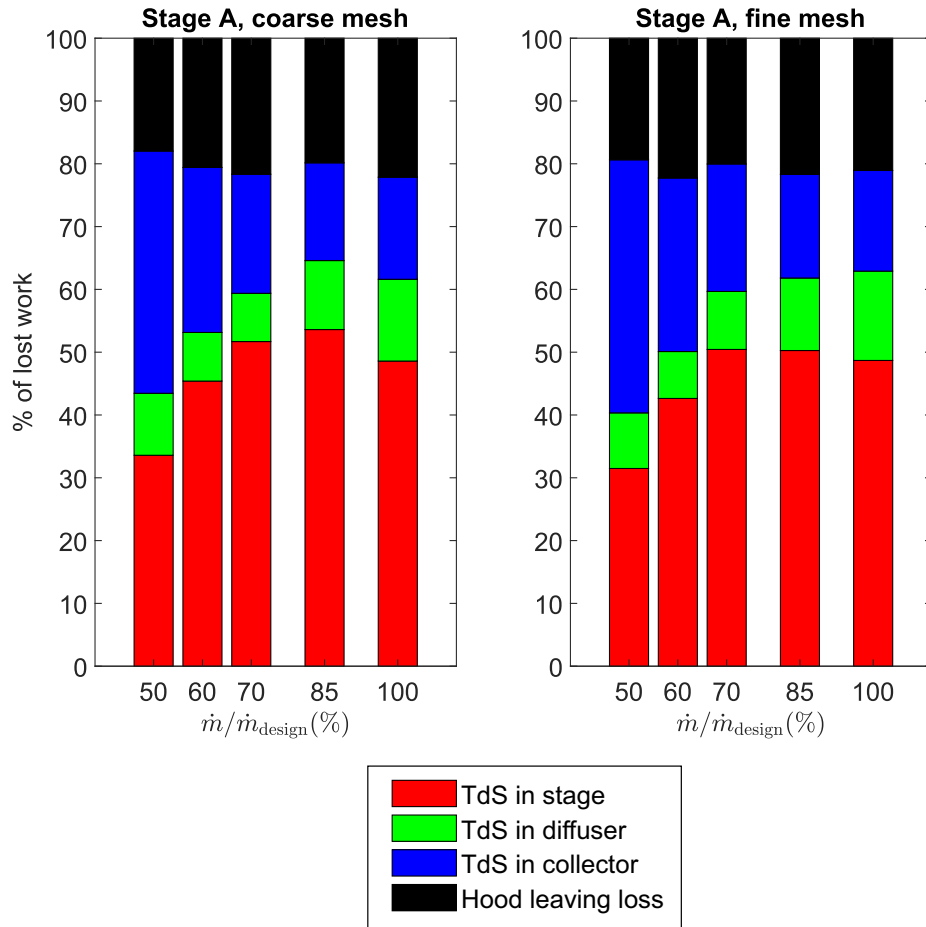 Stage A, coarse mesh
100
90
80
70
60
50
40
30
20
10
0
% of lost work
50 60 70 85 100
ṁ/ṁdesign(%)
Stage A, fine mesh
100
90
80
70
60
50
40
30
20
10
0
50 60 70 85 100
ṁ/ṁdesign(%)
TdS in stage
TdS in diffuser
TdS in collector
Hood leaving loss